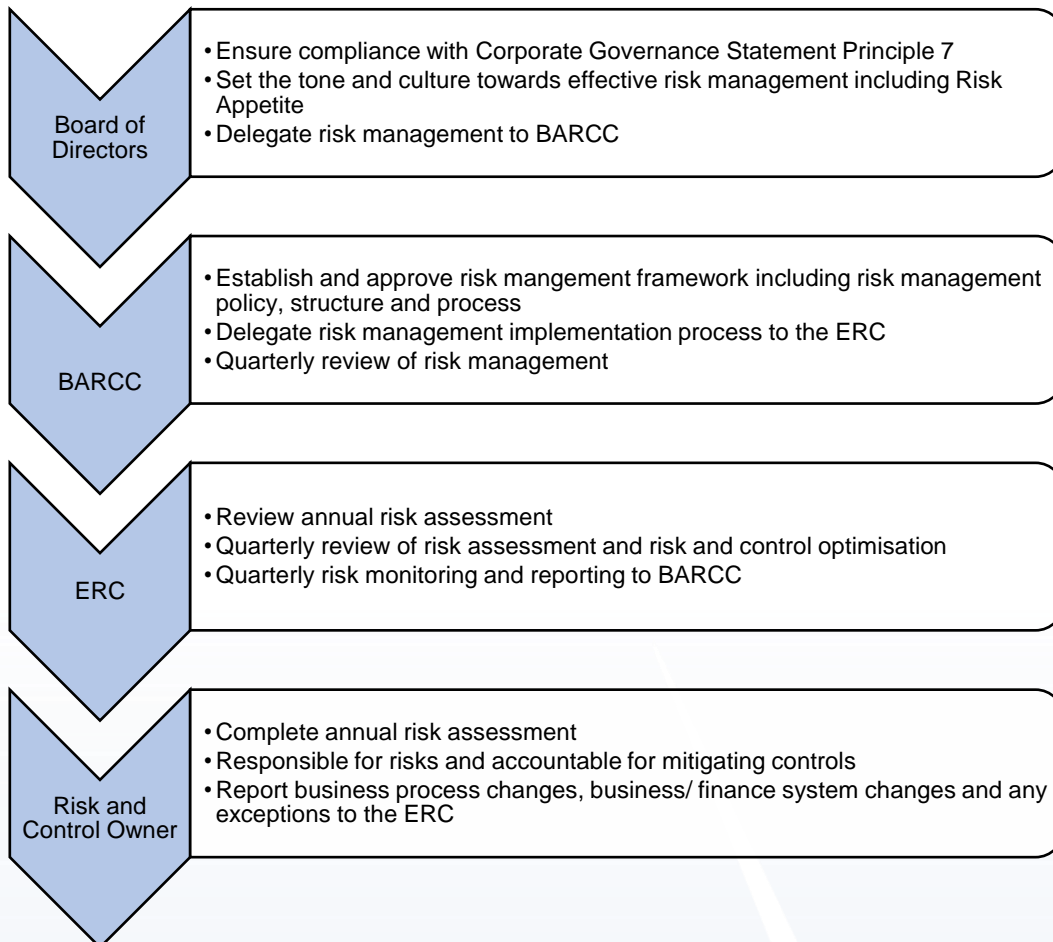 Board of
Directors
• Ensure compliance with Corporate Governance Statement Principle 7
• Set the tone and culture towards effective risk management including Risk
Appetite
• Delegate risk management to BARCC
BARCC
• Establish and approve risk mangement framework including risk management
policy, structure and process
• Delegate risk management implementation process to the ERC
• Quarterly review of risk management
ERC
• Review annual risk assessment
• Quarterly review of risk assessment and risk and control optimisation
• Quarterly risk monitoring and reporting to BARCC
Risk and
Control Owner
• Complete annual risk assessment
• Responsible for risks and accountable for mitigating controls
• Report business process changes, business/ finance system changes and any
exceptions to the ERC